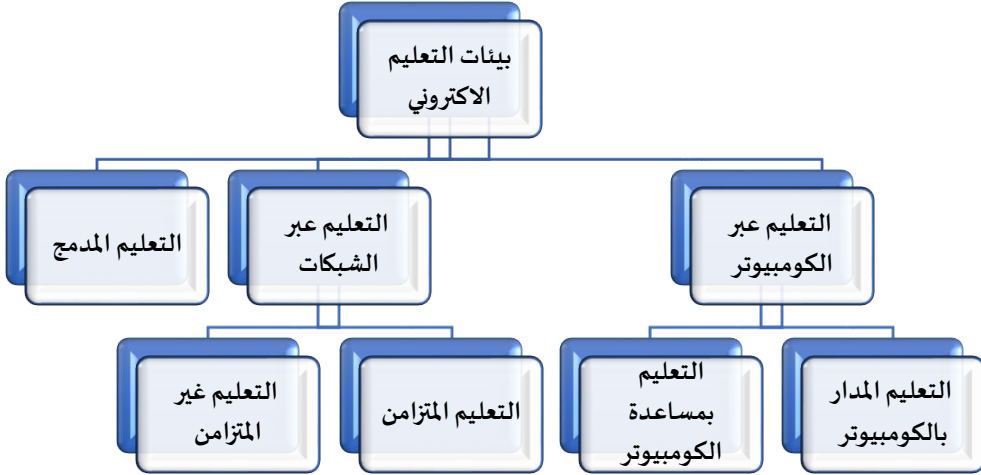 بيئات التعليم
الاكتروني
التعليم عبر
الكومبيوتر
التعليم عبر
الشبكات
التعليم المدمج
التعليم المدار
بالكومبيوتر
التعليم
بمساعدة
الكومبيوتر
التعليم المتزامن
التعليم غير
المتزامن